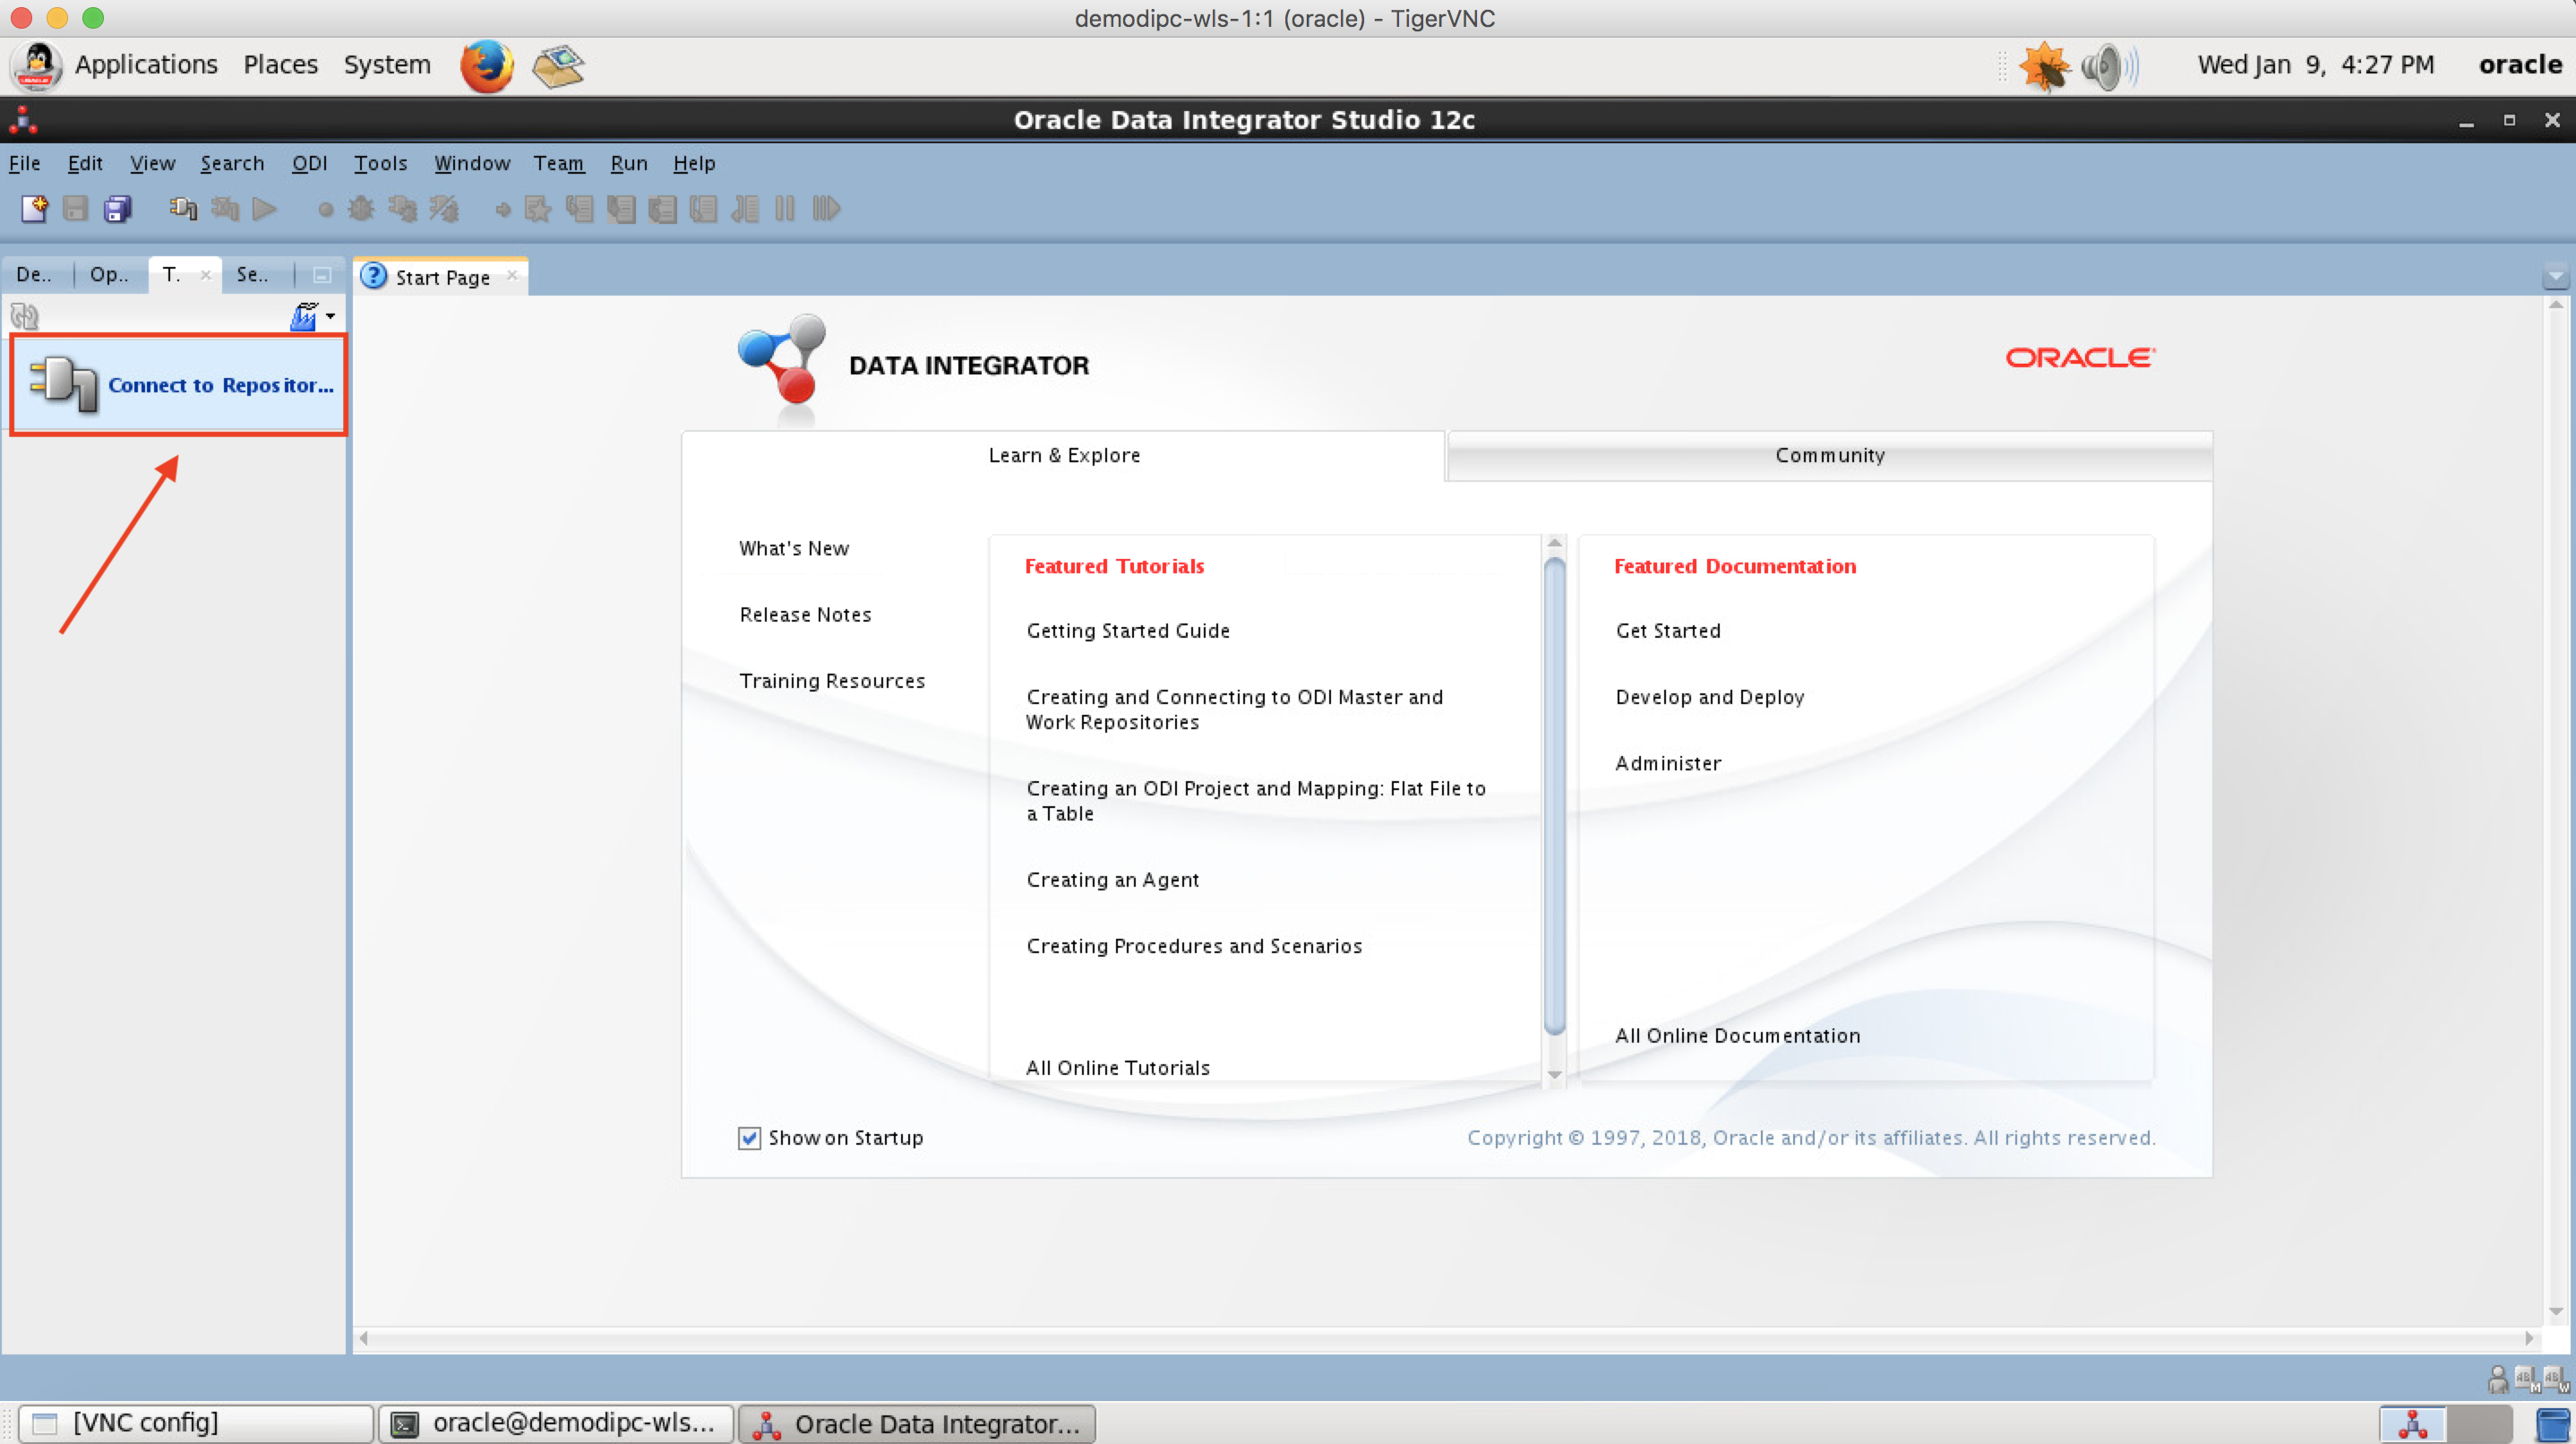 demodipc-wls-1:1 (oracle) - TigerVNC
Applications Places System
Wed Jan 9, 4:27 PM oracle
Oracle Data Integrator Studio 12c
File Edit View Search ODI Tools Window Team Run Help
De.. Op.. T. Se..
Start Page
Connect to Repositor...
DATA INTEGRATOR
ORACLE
Learn & Explore
Community
What's New
Release Notes
Training Resources
Featured Tutorials
Getting Started Guide
Creating and Connecting to ODI Master and
Work Repositories
Creating an ODI Project and Mapping: Flat File to
a Table
Creating an Agent
Creating Procedures and Scenarios
All Online Tutorials
Featured Documentation
Get Started
Develop and Deploy
Administer
All Online Documentation
Show on Startup
Copyright © 1997, 2018, Oracle and/or its affiliates. All rights reserved.
[VNC config]
oracle@demodipc-wls...
Oracle Data Integrator...